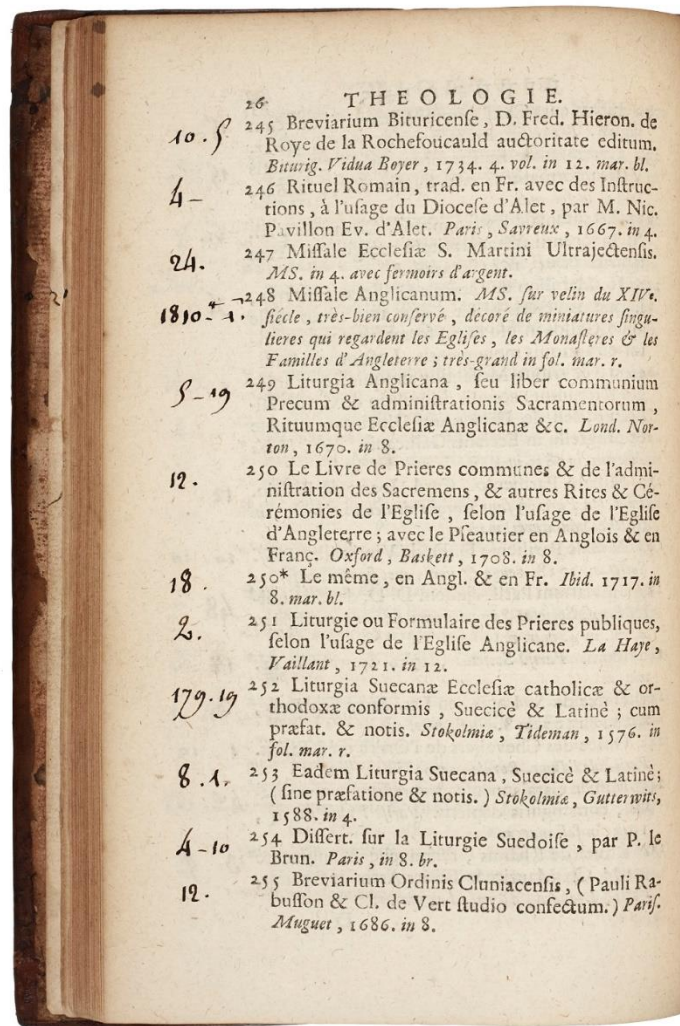 26 THEOLOGIE.
10.5 245 Breviarium Bituricenſe, D. Fred. Hieron. de
Roye de la Rochefoucauld auctoritate editum.
Biturig. Vidua Boyer, 1734. 4. vol. in 12. mar. bl.
4- 246 Rituel Romain, trad. en Fr. avec des Inſtruc-
tions, à l'uſage du Dioceſe d'Alet, par M. Nic.
Pavillon Ev. d'Alet. Paris, Savreux, 1667. in 4.
24. 247 Miſſale Eccleſiæ S. Martini Ultrajectenſis.
MS. in 4. avec fermoirs d'argent.
1810-1. 248 Miſſale Anglicanum. MS. ſur velin du XIVe.
ſiécle, très-bien conſervé, décoré de miniatures ſingu-
lieres qui regardent les Egliſes, les Monaſteres & les
Familles d'Angleterre; très-grand in fol. mar. r.
5-19 249 Liturgia Anglicana, ſeu liber communium
Precum & adminiſtrationis Sacramentorum,
Rituumque Eccleſiæ Anglicanæ &c. Lond. Nor-
ton, 1670. in 8.
12. 250 Le Livre de Prieres communes & de l'admi-
niſtration des Sacremens, & autres Rites & Cé-
rémonies de l'Egliſe, ſelon l'uſage de l'Egliſe
d'Angleterre; avec le Pſeautier en Anglois & en
Franç. Oxford, Baskett, 1708. in 8.
18. 250* Le même, en Angl. & en Fr. Ibid. 1717. in
8. mar. bl.
2. 251 Liturgie ou Formulaire des Prieres publiques,
ſelon l'uſage de l'Egliſe Anglicane. La Haye,
Vaillant, 1721. in 12.
179.19 252 Liturgia Suecanæ Eccleſiæ catholicæ & or-
thodoxæ conformis, Suecicè & Latinè; cum
præfat. & notis. Stokolmiæ, Tideman, 1576. in
fol. mar. r.
8.1. 253 Eadem Liturgia Suecana, Suecicè & Latinè;
(ſine præfatione & notis.) Stokolmiæ, Gutterwits,
1588. in 4.
4-10 254 Diſſert. ſur la Liturgie Suedoiſe, par P. le
Brun. Paris, in 8. br.
12. 255 Breviarium Ordinis Cluniacenſis, (Pauli Ra-
buſſon & Cl. de Vert ſtudio confectum.) Pariſ.
Muguet, 1686. in 8.